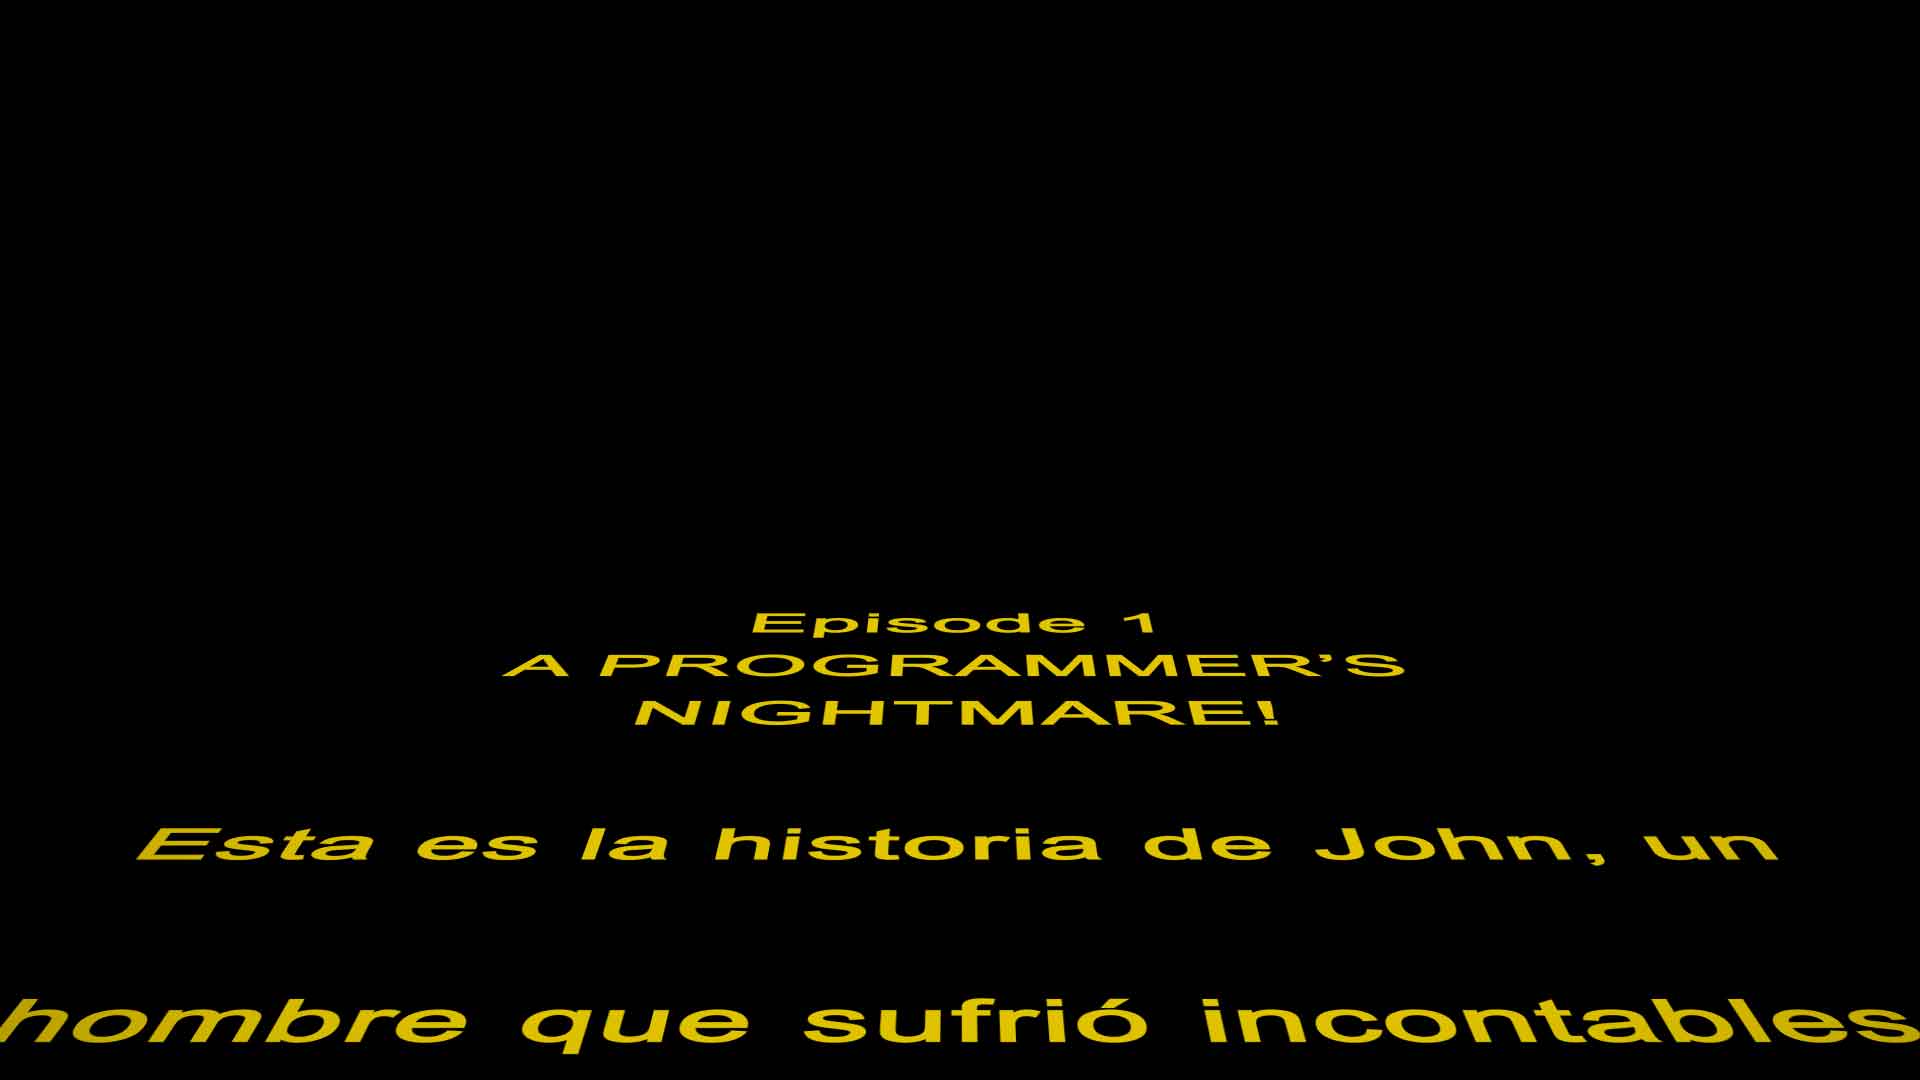 Episode 1
A PROGRAMMER’S
NIGHTMARE!
Esta es la historia de John, un
hombre que sufrió incontables